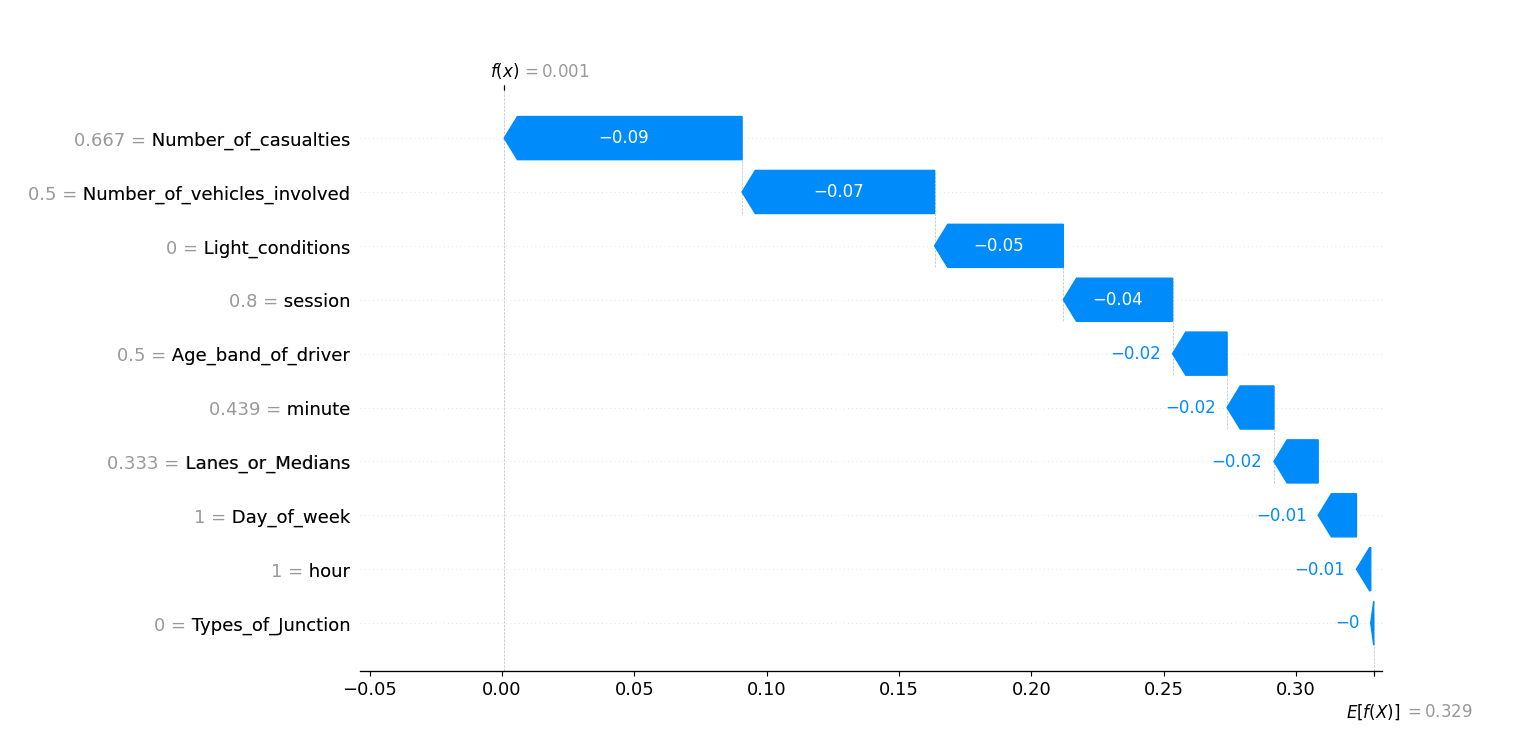 f(x) = 0.001
0.667 = Number_of_casualties
−0.09
0.5 = Number_of_vehicles_involved
−0.07
0 = Light_conditions
−0.05
0.8 = session
−0.04
0.5 = Age_band_of_driver
−0.02
0.439 = minute
−0.02
0.333 = Lanes_or_Medians
−0.02
1 = Day_of_week
−0.01
1 = hour
−0.01
0 = Types_of_Junction
−0
−0.05 0.00 0.05 0.10 0.15 0.20 0.25 0.30
E[f(X)] = 0.329